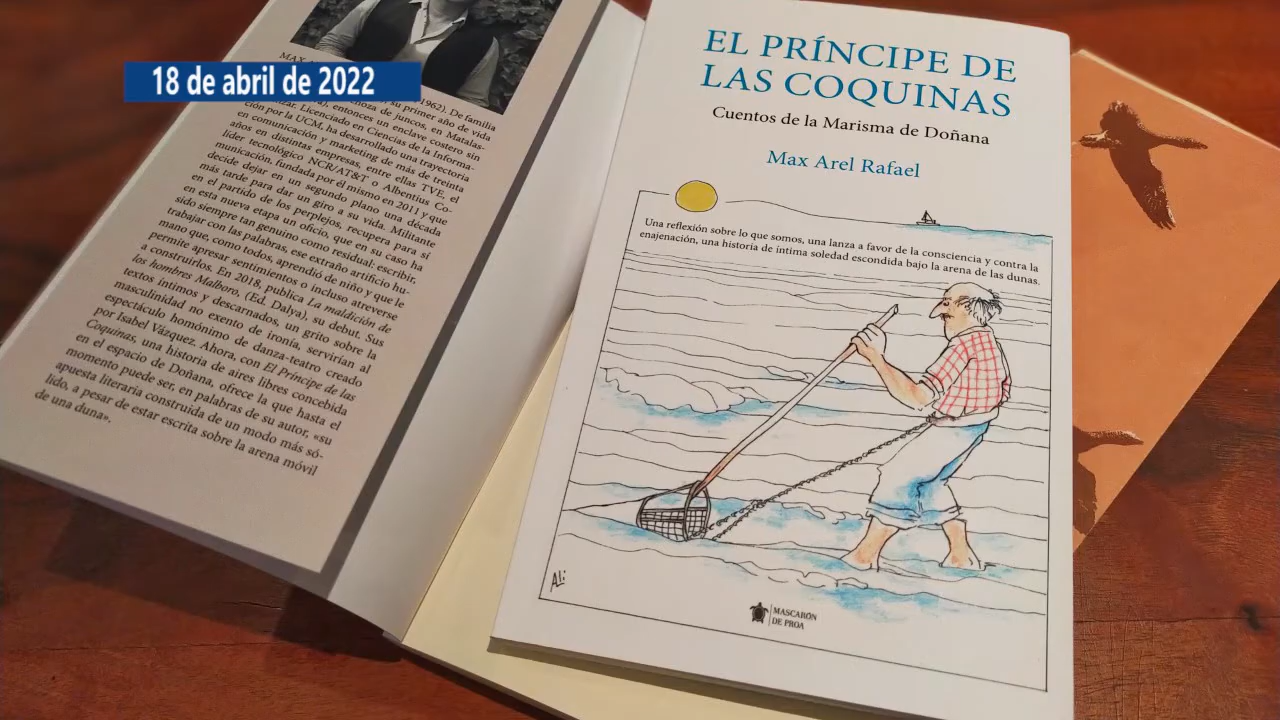 18 de abril de 2022
MAX
1962). De familia
choza de juncos, en Matalas-
su primer año de vida
entonces un enclave costero sin
Licenciado en Ciencias de la Informa-
ción por la UCM, ha desarrollado una trayectoria
en comunicación y marketing de más de treinta
años en distintas empresas, entre ellas TVE, el
líder tecnológico NCR/AT&T o Albentius Co-
municación, fundada por él mismo en 2011 y que
decide dejar en un segundo plano una década
más tarde para dar un giro a su vida. Militante
en el partido de los perplejos, recupera para sí
en esta nueva etapa un oficio, que en su caso ha
sido siempre tan genuino como residual: escribir,
trabajar con las palabras, ese extraño artificio hu-
mano que, como todos, aprendió de niño y que le
permite apresar sentimientos o incluso atreverse
a construirlos. En 2018, publica La maldición de
los hombres Malboro, (Ed. Dalya), su debut. Sus
textos íntimos y descarnados, un grito sobre la
masculinidad no exento de ironía, servirían al
espectáculo homónimo de danza-teatro creado
por Isabel Vázquez. Ahora, con El Príncipe de las
Coquinas, una historia de aires libres concebida
en el espacio de Doñana, ofrece la que hasta el
momento puede ser, en palabras de su autor, «su
apuesta literaria construida de un modo más só-
lido, a pesar de estar escrita sobre la arena móvil
de una duna».
EL PRÍNCIPE DE
LAS COQUINAS
Cuentos de la Marisma de Doñana
Max Arel Rafael
Una reflexión sobre lo que somos, una lanza a favor de la consciencia y contra la
enajenación, una historia de íntima soledad escondida bajo la arena de las dunas.
Ali
MASCARÓN
DE PROA